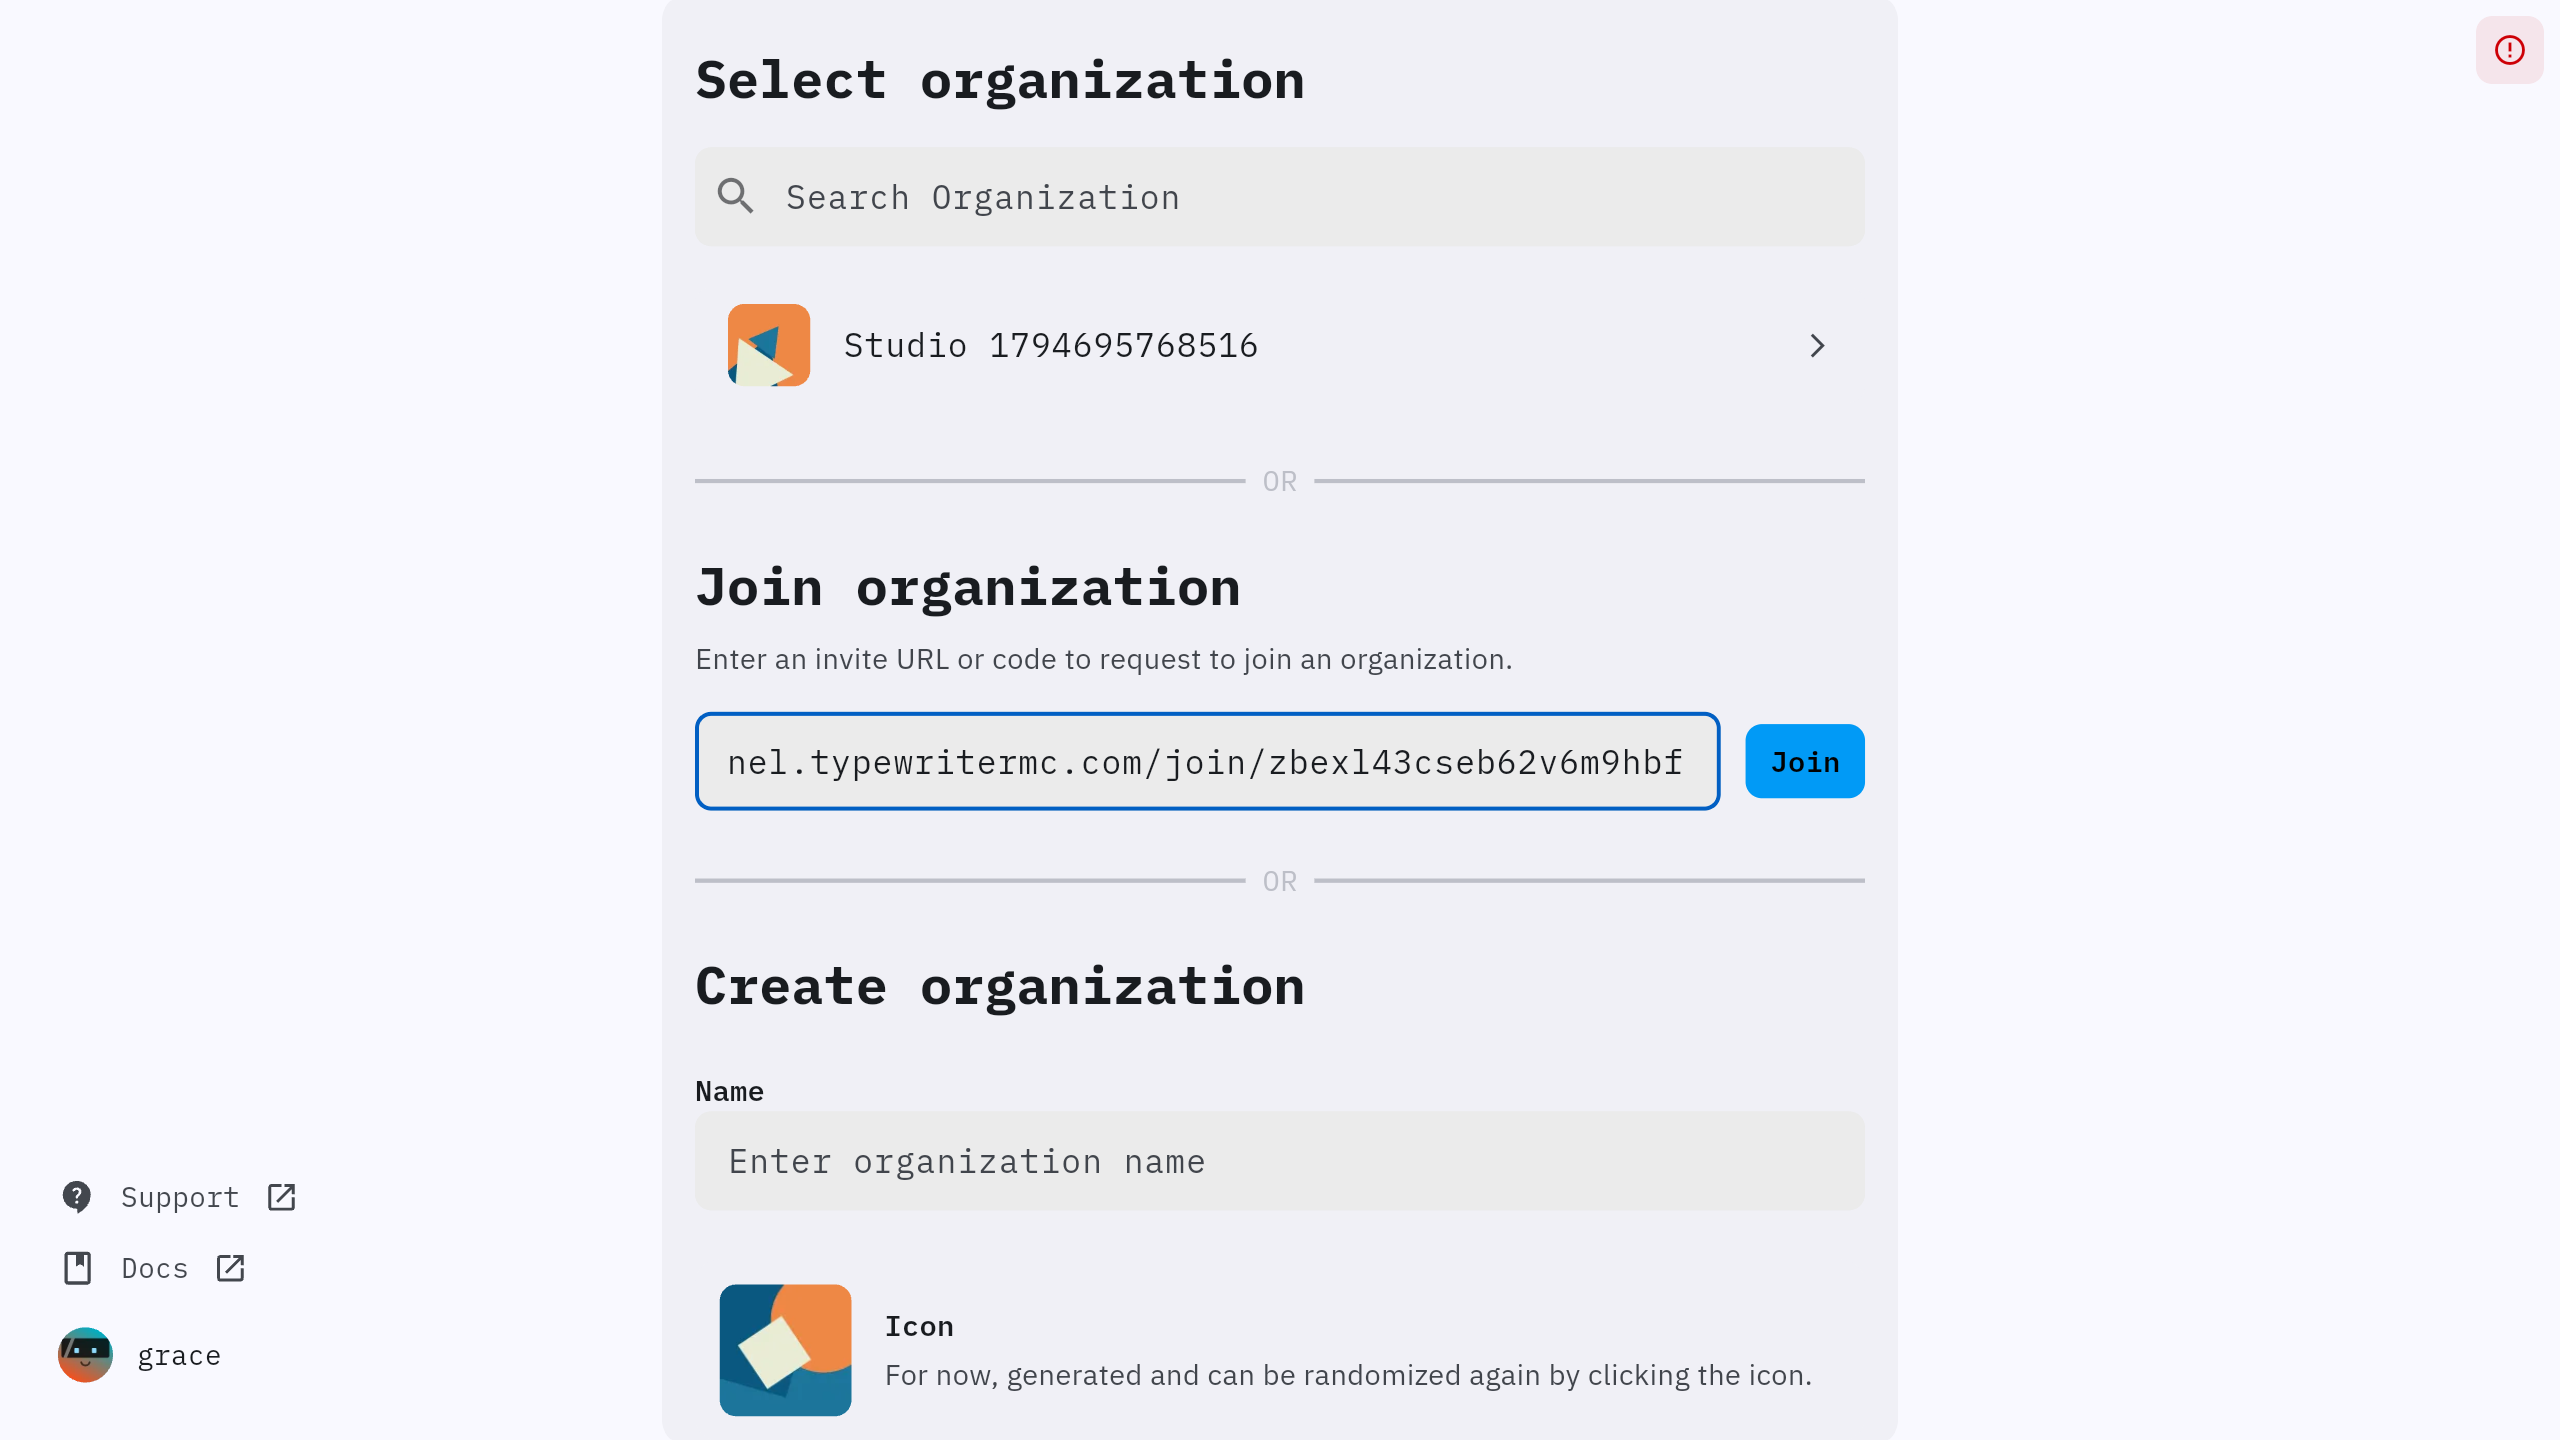 Select organization
Search Organization
Studio 1794695768516
OR
Join organization
Enter an invite URL or code to request to join an organization.
nel.typewritermc.com/join/zbexl43cseb62v6m9hbf
Join
OR
Create organization
Name
Enter organization name
Icon
For now, generated and can be randomized again by clicking the icon.
Support
Docs
grace